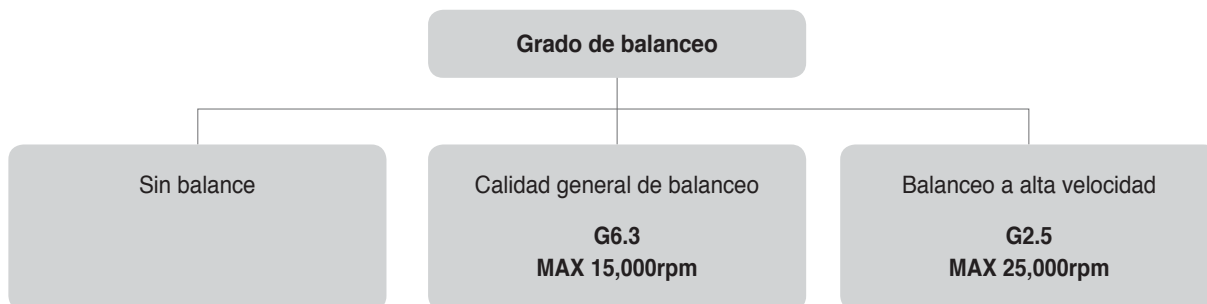 Grado de balanceo
Sin balance
Calidad general de balanceo
G6.3
MAX 15,000rpm
Balanceo a alta velocidad
G2.5
MAX 25,000rpm